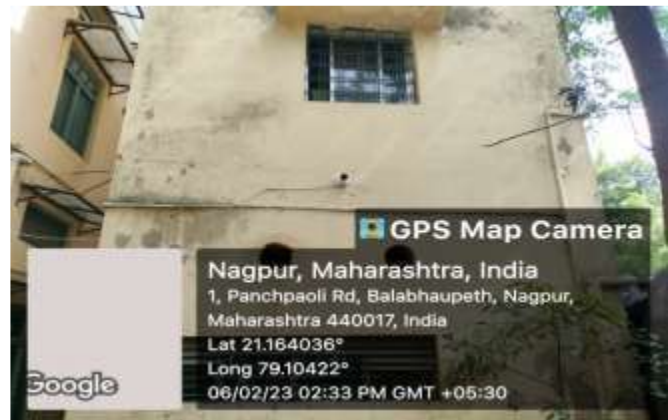 GPS Map Camera
Nagpur, Maharashtra, India
1, Panchpaoli Rd, Balabhaupeth, Nagpur,
Maharashtra 440017, India
Lat 21.164036°
Long 79.10422°
Google
06/02/23 02:33 PM GMT +05:30